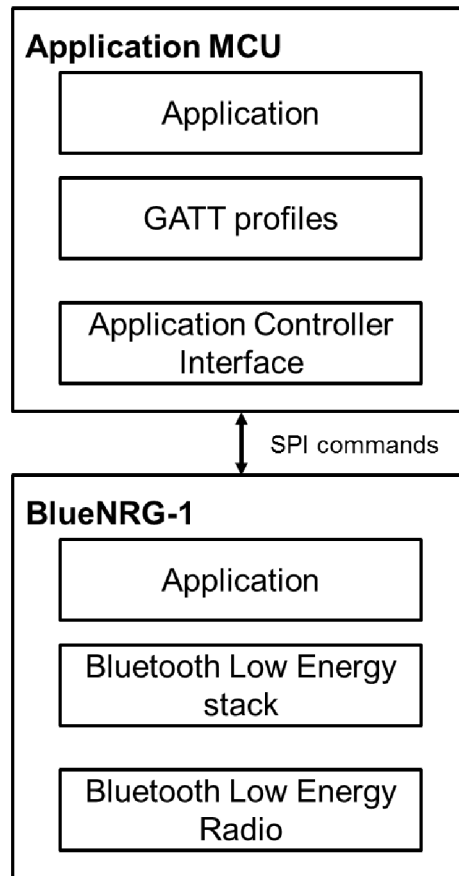 Application MCU
Application
GATT profiles
Application Controller
Interface
SPI commands
BlueNRG-1
Application
Bluetooth Low Energy
stack
Bluetooth Low Energy
Radio